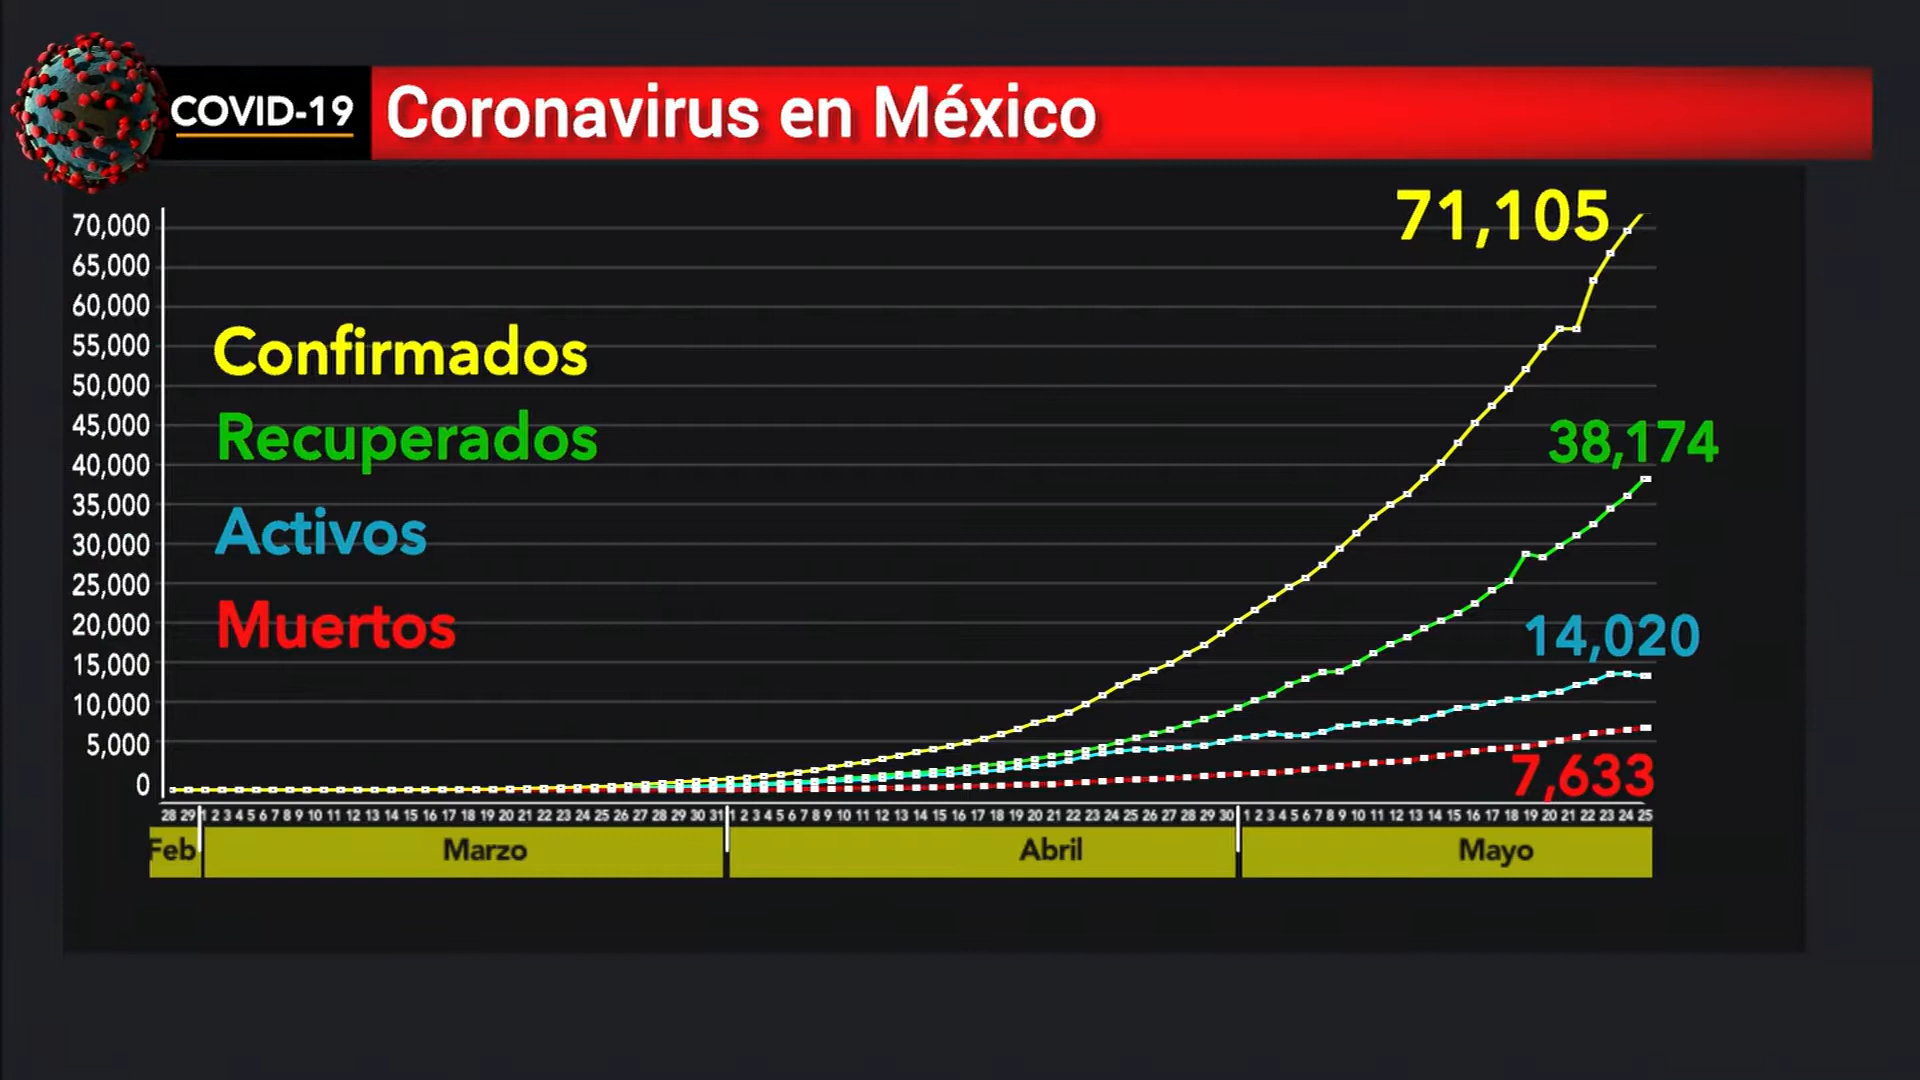 COVID-19
Coronavirus en México
71,105
70,000
65,000
60,000
55,000
50,000
45,000
40,000
35,000
30,000
25,000
20,000
15,000
10,000
5,000
0
Confirmados
Recuperados
Activos
Muertos
38,174
14,020
7,633
28 29 1 2 3 4 5 6 7 8 9 10 11 12 13 14 15 16 17 18 19 20 21 22 23 24 25 26 27 28 29 30 31 1 2 3 4 5 6 7 8 9 10 11 12 13 14 15 16 17 18 19 20 21 22 23 24 25 26 27 28 29 30 1 2 3 4 5 6 7 8 9 10 11 12 13 14 15 16 17 18 19 20 21 22 23 24 25
Feb Marzo Abril Mayo